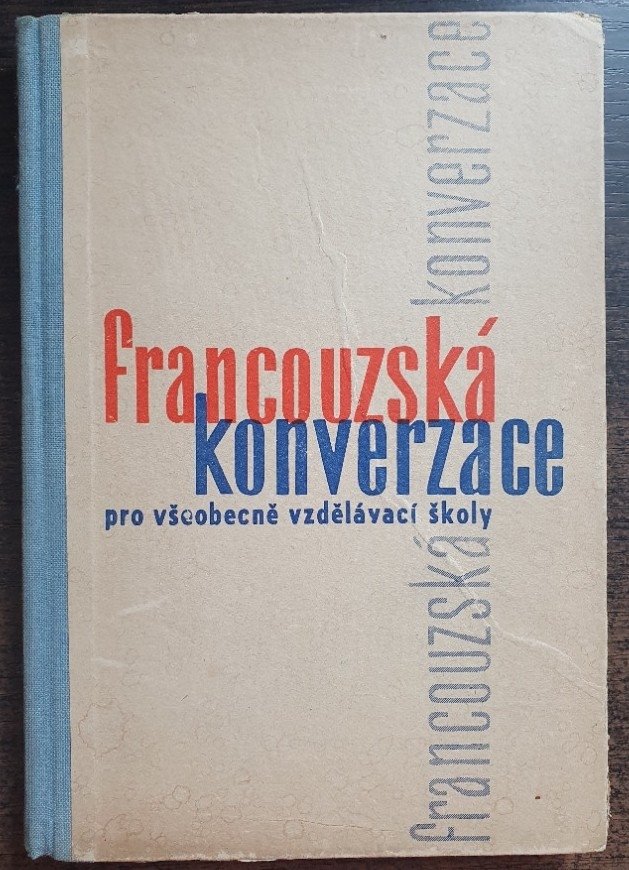 francouzská
konverzace
pro všeobecně vzdělávací školy
francouzská konverzace